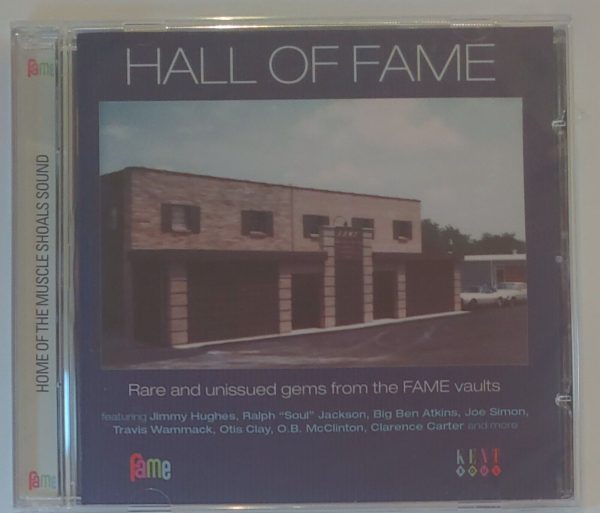 HALL OF FAME
FAME
Rare and unissued gems from the FAME vaults
featuring Jimmy Hughes, Ralph "Soul" Jackson, Big Ben Atkins, Joe Simon,
Travis Wammack, Otis Clay, O.B. McClinton, Clarence Carter and more
fame
KENT
SOUL
fame
HOME OF THE MUSCLE SHOALS SOUND
fame